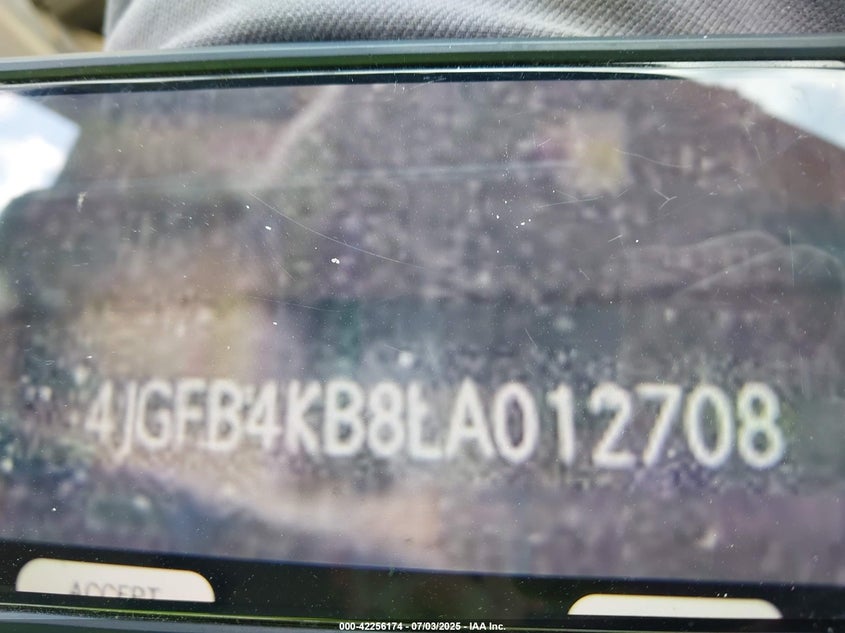 4JGFB4KB8LA012708
ACCEPT
000-42256174 - 07/03/2025 - IAA Inc.